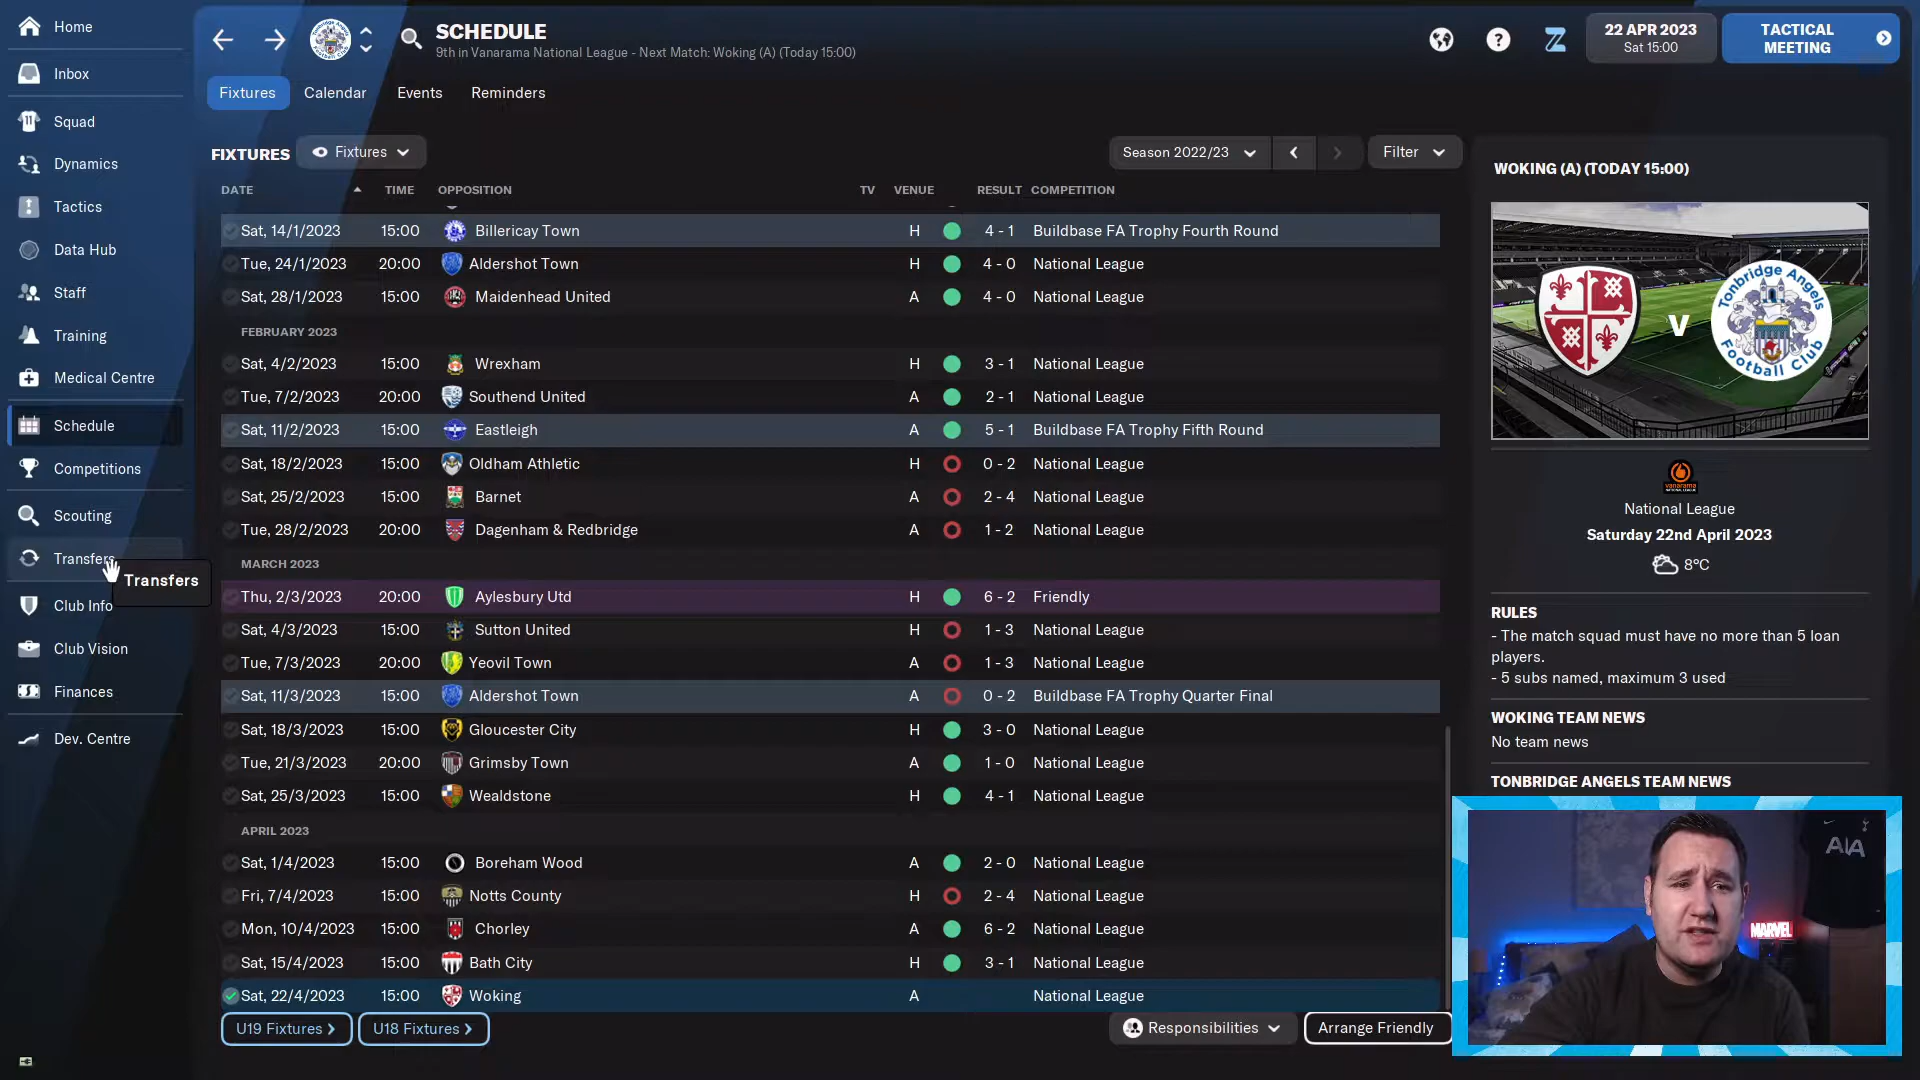 Home
Inbox
Squad
Dynamics
Tactics
Data Hub
Staff
Training
Medical Centre
Schedule
Competitions
Scouting
Transfers
Transfers
Club Info
Club Vision
Finances
Dev. Centre
SCHEDULE
9th in Vanarama National League - Next Match: Woking (A) (Today 15:00)
22 APR 2023
Sat 15:00
TACTICAL
MEETING
Fixtures Calendar Events Reminders
FIXTURES Fixtures Season 2022/23 Filter
DATE TIME OPPOSITION TV VENUE RESULT COMPETITION
Sat, 14/1/2023 15:00 Billericay Town H 4 - 1 Buildbase FA Trophy Fourth Round
Tue, 24/1/2023 20:00 Aldershot Town H 4 - 0 National League
Sat, 28/1/2023 15:00 Maidenhead United A 4 - 0 National League
FEBRUARY 2023
Sat, 4/2/2023 15:00 Wrexham H 3 - 1 National League
Tue, 7/2/2023 20:00 Southend United A 2 - 1 National League
Sat, 11/2/2023 15:00 Eastleigh A 5 - 1 Buildbase FA Trophy Fifth Round
Sat, 18/2/2023 15:00 Oldham Athletic H 0 - 2 National League
Sat, 25/2/2023 15:00 Barnet A 2 - 4 National League
Tue, 28/2/2023 20:00 Dagenham & Redbridge A 1 - 2 National League
MARCH 2023
Thu, 2/3/2023 20:00 Aylesbury Utd H 6 - 2 Friendly
Sat, 4/3/2023 15:00 Sutton United H 1 - 3 National League
Tue, 7/3/2023 20:00 Yeovil Town A 1 - 3 National League
Sat, 11/3/2023 15:00 Aldershot Town A 0 - 2 Buildbase FA Trophy Quarter Final
Sat, 18/3/2023 15:00 Gloucester City H 3 - 0 National League
Tue, 21/3/2023 20:00 Grimsby Town A 1 - 0 National League
Sat, 25/3/2023 15:00 Wealdstone H 4 - 1 National League
APRIL 2023
Sat, 1/4/2023 15:00 Boreham Wood A 2 - 0 National League
Fri, 7/4/2023 15:00 Notts County H 2 - 4 National League
Mon, 10/4/2023 15:00 Chorley A 6 - 2 National League
Sat, 15/4/2023 15:00 Bath City H 3 - 1 National League
Sat, 22/4/2023 15:00 Woking A National League
U19 Fixtures U18 Fixtures Responsibilities Arrange Friendly
WOKING (A) (TODAY 15:00)
V
Tonbridge Angels
Football Club
National League
Saturday 22nd April 2023
8°C
RULES
- The match squad must have no more than 5 loan
players.
- 5 subs named, maximum 3 used
WOKING TEAM NEWS
No team news
TONBRIDGE ANGELS TEAM NEWS
AIA
MARVEL